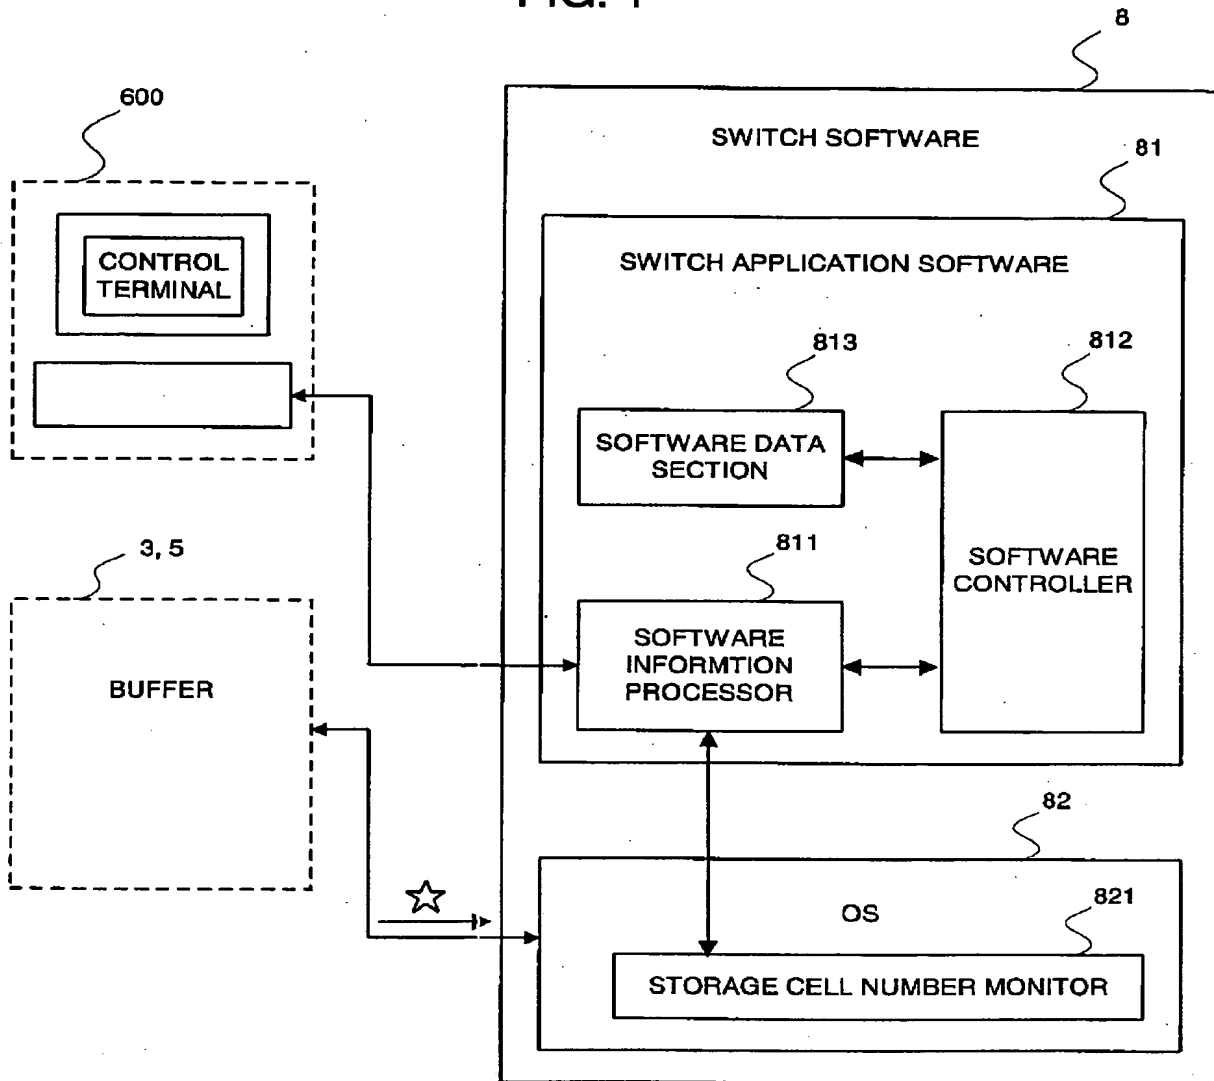 8
600
SWITCH SOFTWARE
81
CONTROL
TERMINAL
SWITCH APPLICATION SOFTWARE
813
812
SOFTWARE DATA
SECTION
3, 5
811
SOFTWARE
CONTROLLER
BUFFER
SOFTWARE
INFORMTION
PROCESSOR
82
OS
821
STORAGE CELL NUMBER MONITOR